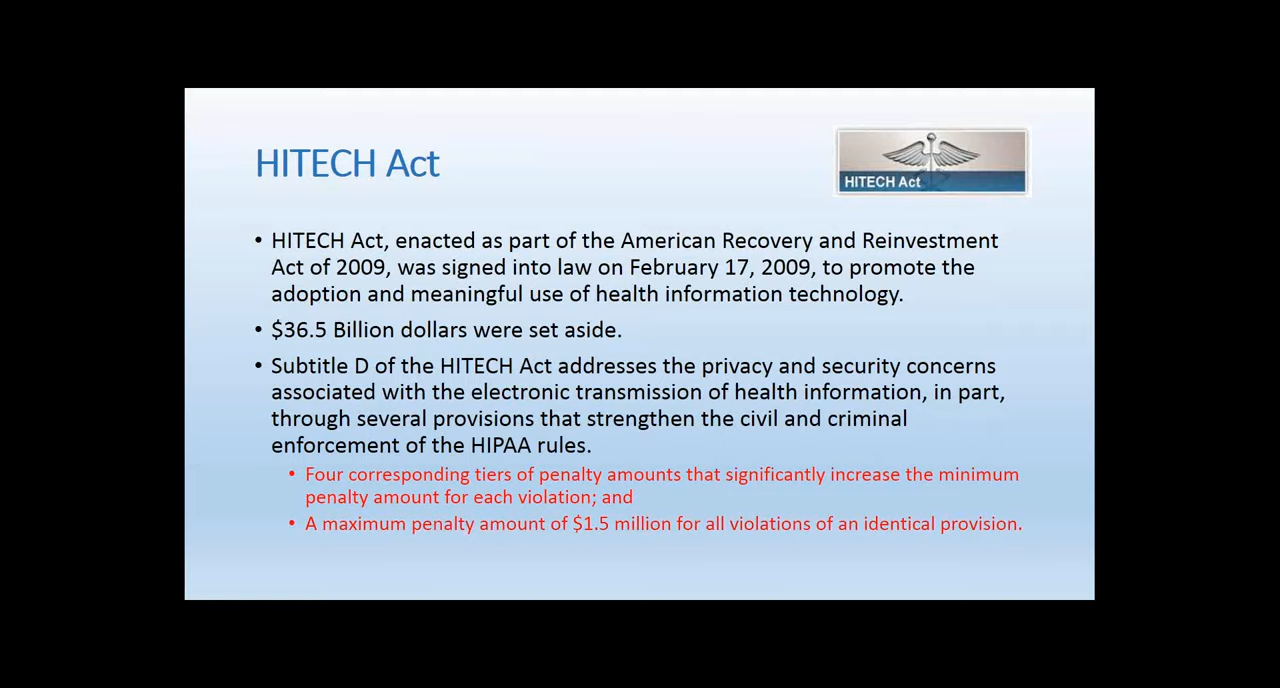 HITECH Act
HITECH Act
• HITECH Act, enacted as part of the American Recovery and Reinvestment
Act of 2009, was signed into law on February 17, 2009, to promote the
adoption and meaningful use of health information technology.
• $36.5 Billion dollars were set aside.
• Subtitle D of the HITECH Act addresses the privacy and security concerns
associated with the electronic transmission of health information, in part,
through several provisions that strengthen the civil and criminal
enforcement of the HIPAA rules.
• Four corresponding tiers of penalty amounts that significantly increase the minimum
penalty amount for each violation; and
• A maximum penalty amount of $1.5 million for all violations of an identical provision.